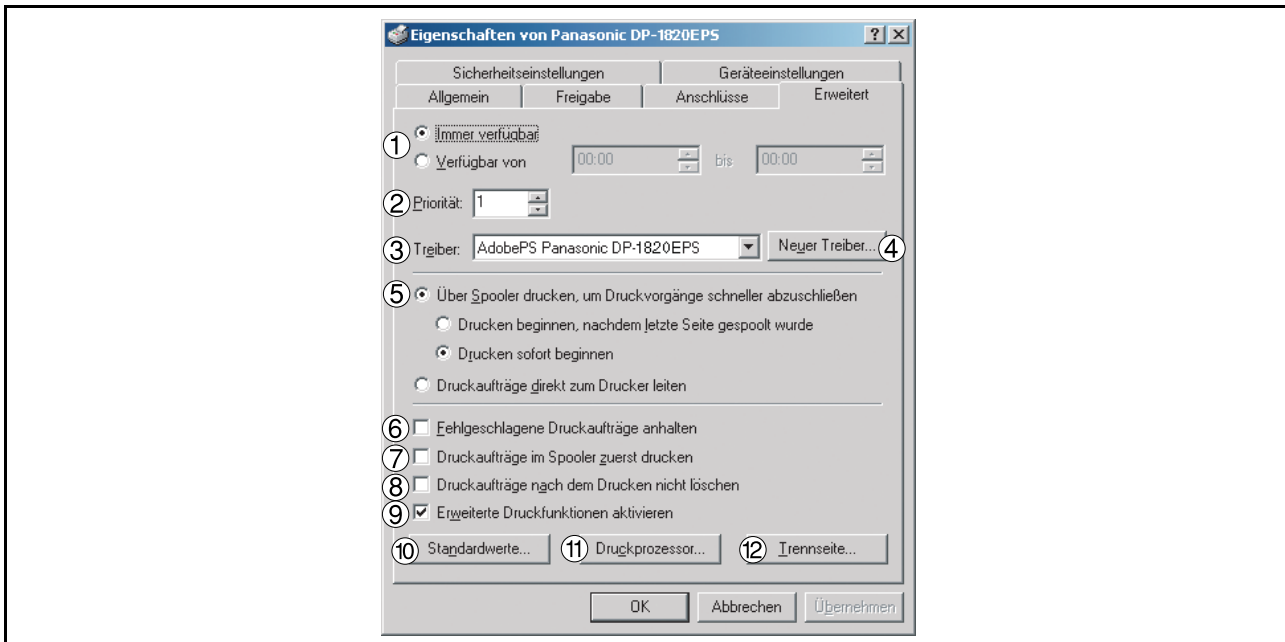 Eigenschaften von Panasonic DP-1820EPS
Sicherheitseinstellungen Geräteeinstellungen
Allgemein Freigabe Anschlüsse Erweitert
① Immer verfügbar
Verfügbar von 00:00 bis 00:00
② Priorität: 1
③ Treiber: AdobePS Panasonic DP-1820EPS Neuer Treiber... ④
⑤ Über Spooler drucken, um Druckvorgänge schneller abzuschließen
Drucken beginnen, nachdem letzte Seite gespoolt wurde
Drucken sofort beginnen
Druckaufträge direkt zum Drucker leiten
⑥ Fehlgeschlagene Druckaufträge anhalten
⑦ Druckaufträge im Spooler zuerst drucken
⑧ Druckaufträge nach dem Drucken nicht löschen
⑨ Erweiterte Druckfunktionen aktivieren
⑩ Standardwerte... ⑪ Druckprozessor... ⑫ Trennseite...
OK Abbrechen Übernehmen